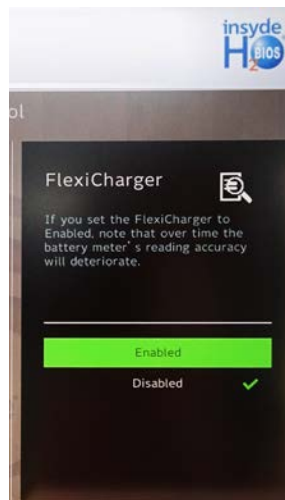 insyde
H2O BIOS
ol
FlexiCharger
If you set the FlexiCharger to
Enabled, note that over time the
battery meter's reading accuracy
will deteriorate.
Enabled
Disabled